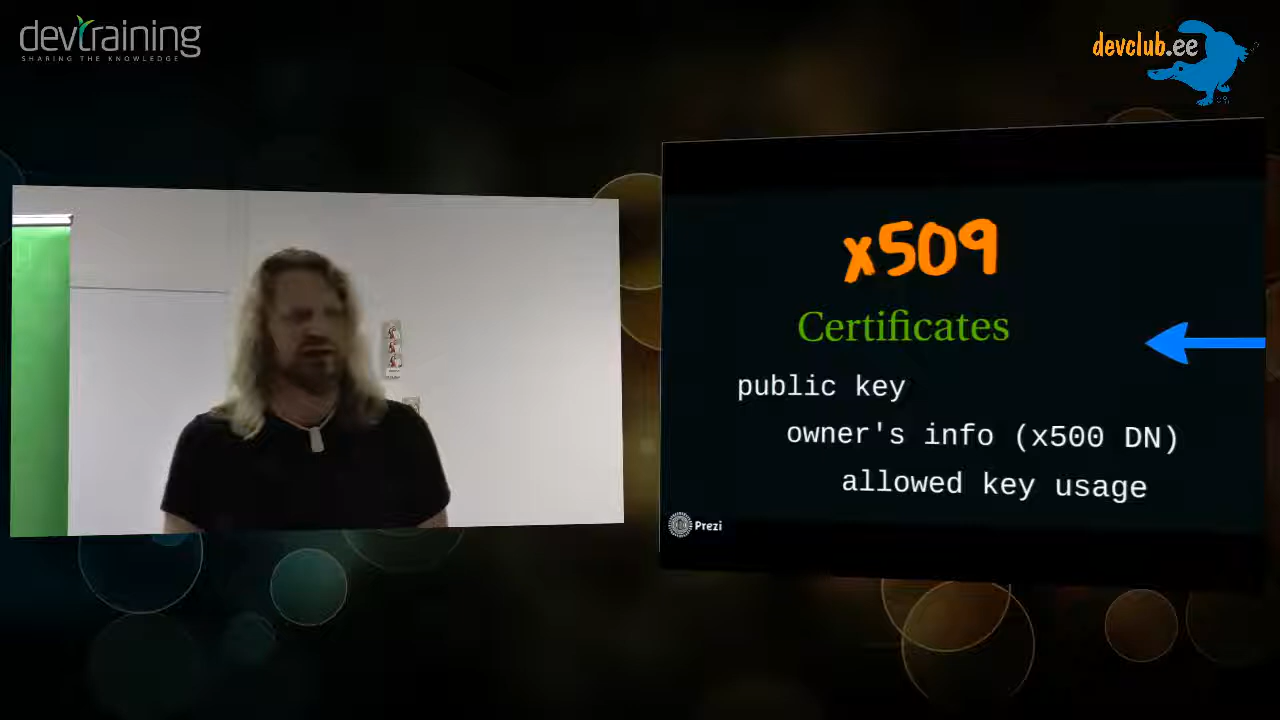 devtraining
SHARING THE KNOWLEDGE
devclub.ee
x509
Certificates
public key
owner's info (x500 DN)
allowed key usage
Prezi